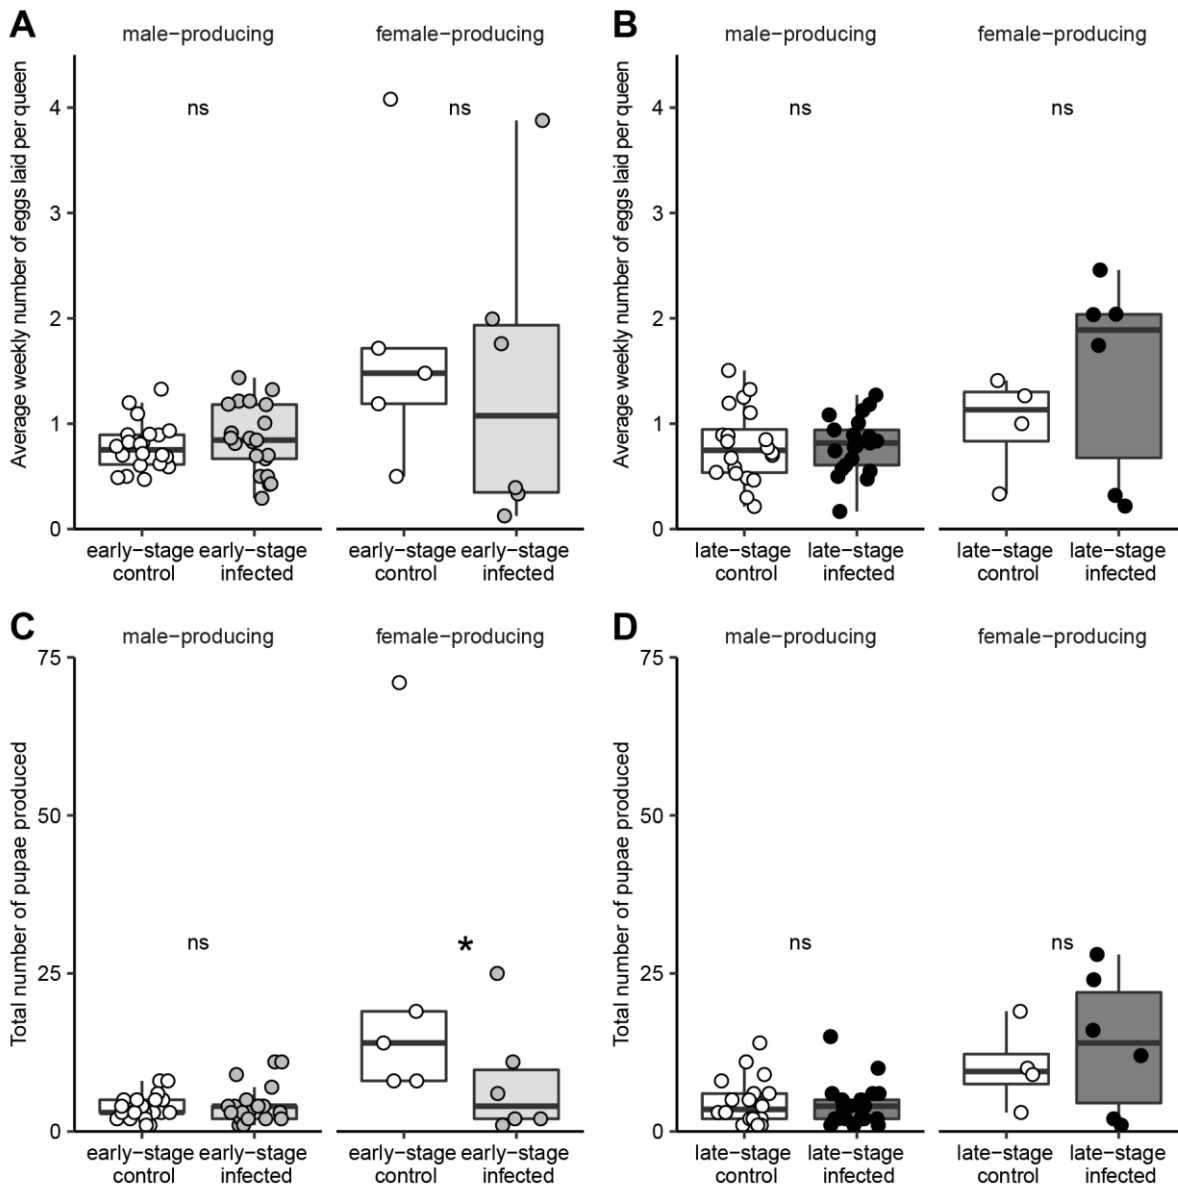 A
male-producing
female-producing
Average weekly number of eggs laid per queen
4
3
2
1
0
ns
ns
early-stage control
early-stage infected
early-stage control
early-stage infected
B
male-producing
female-producing
Average weekly number of eggs laid per queen
4
3
2
1
0
ns
ns
late-stage control
late-stage infected
late-stage control
late-stage infected
C
male-producing
female-producing
Total number of pupae produced
75
50
25
0
ns
*
early-stage control
early-stage infected
early-stage control
early-stage infected
D
male-producing
female-producing
Total number of pupae produced
75
50
25
0
ns
ns
late-stage control
late-stage infected
late-stage control
late-stage infected